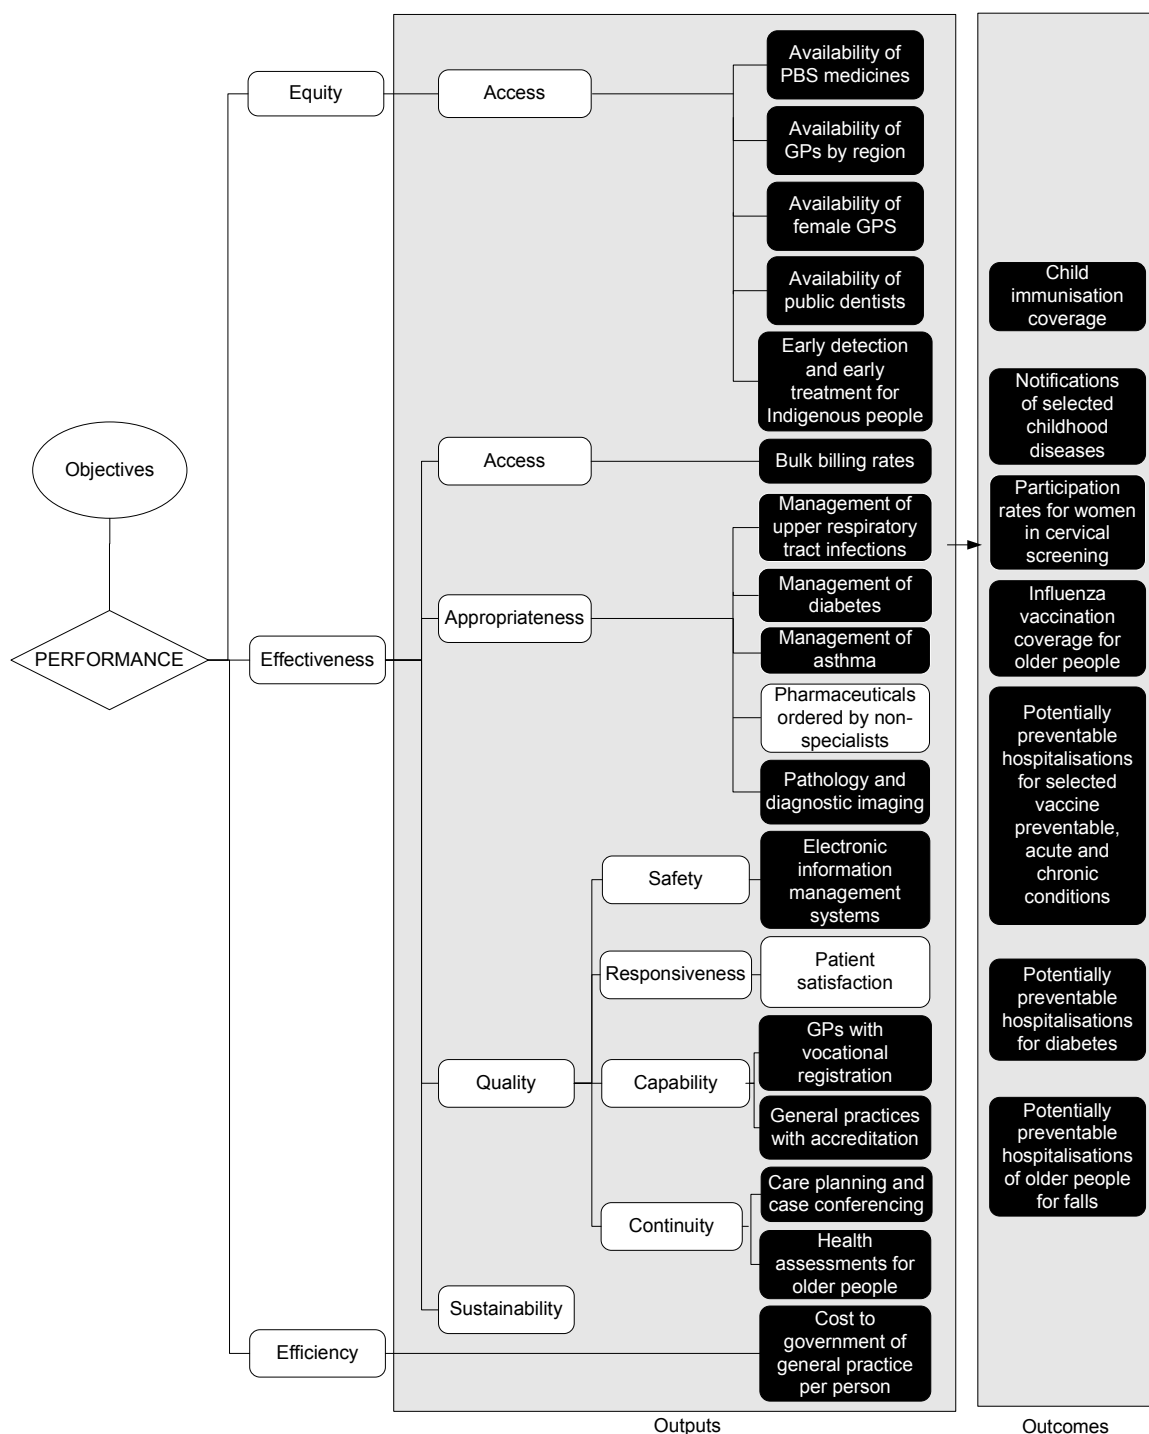 Objectives
PERFORMANCE
Equity
Access
Availability of
PBS medicines
Availability of
GPs by region
Availability of
female GPS
Availability of
public dentists
Early detection
and early
treatment for
Indigenous people
Effectiveness
Access
Bulk billing rates
Appropriateness
Management of
upper respiratory
tract infections
Management of
diabetes
Management of
asthma
Pharmaceuticals
ordered by non-
specialists
Pathology and
diagnostic imaging
Quality
Safety
Electronic
information
management
systems
Responsiveness
Patient
satisfaction
Capability
GPs with
vocational
registration
General practices
with accreditation
Continuity
Care planning and
case conferencing
Health
assessments for
older people
Sustainability
Efficiency
Cost to
government of
general practice
per person
Outputs
Child
immunisation
coverage
Notifications
of selected
childhood
diseases
Participation
rates for women
in cervical
screening
Influenza
vaccination
coverage for
older people
Potentially
preventable
hospitalisations
for selected
vaccine
preventable,
acute and
chronic
conditions
Potentially
preventable
hospitalisations
for diabetes
Potentially
preventable
hospitalisations
of older people
for falls
Outcomes